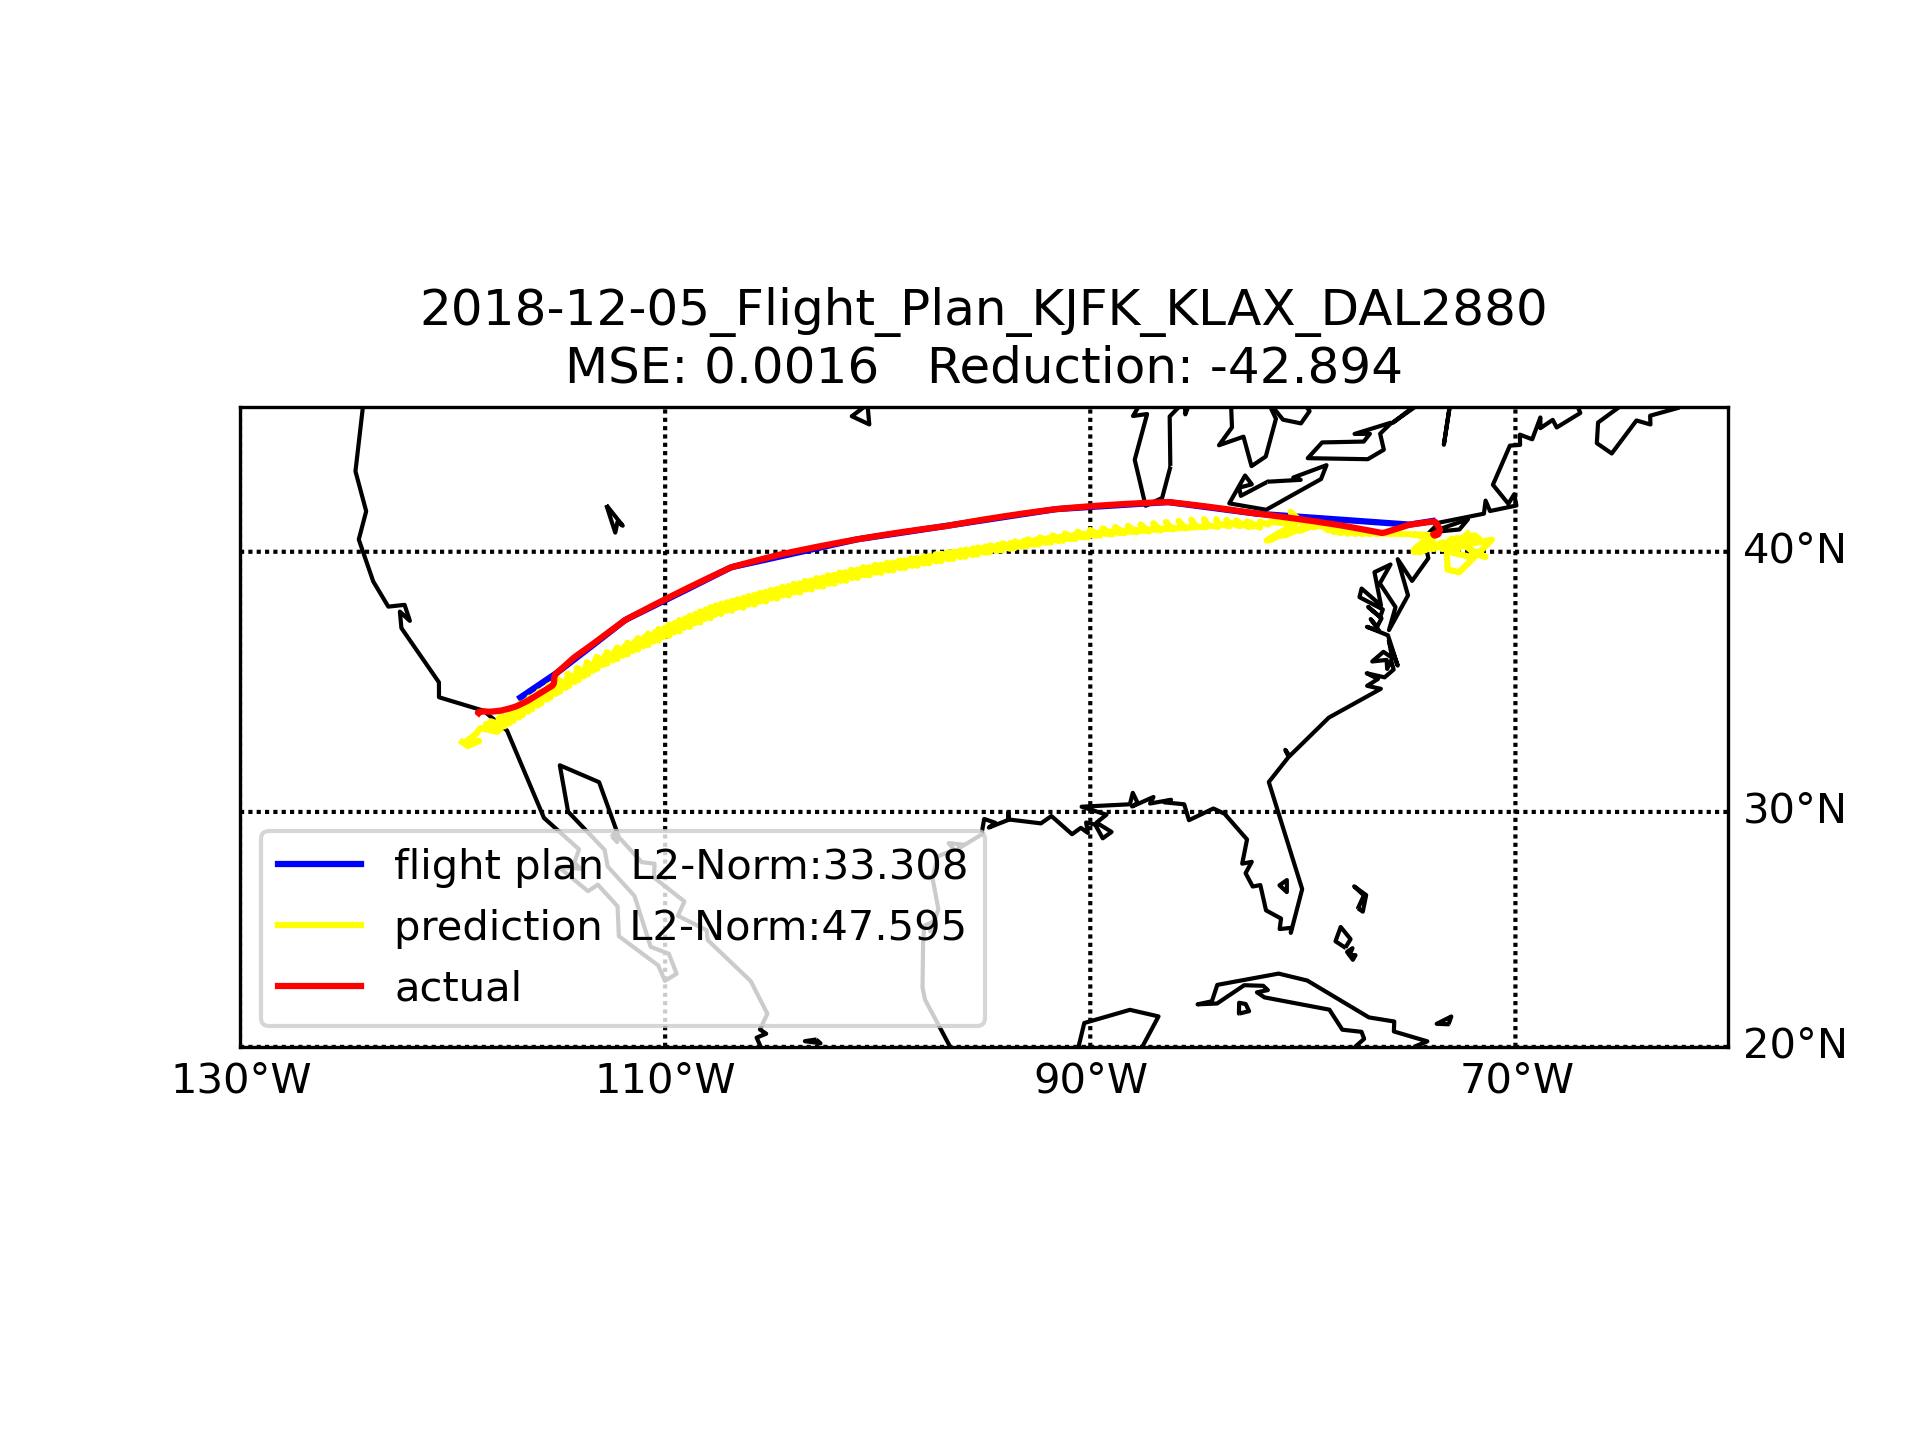 2018-12-05_Flight_Plan_KJFK_KLAX_DAL2880
MSE: 0.0016   Reduction: -42.894
40°N
30°N
20°N
flight plan  L2-Norm:33.308
prediction  L2-Norm:47.595
actual
130°W 110°W 90°W 70°W